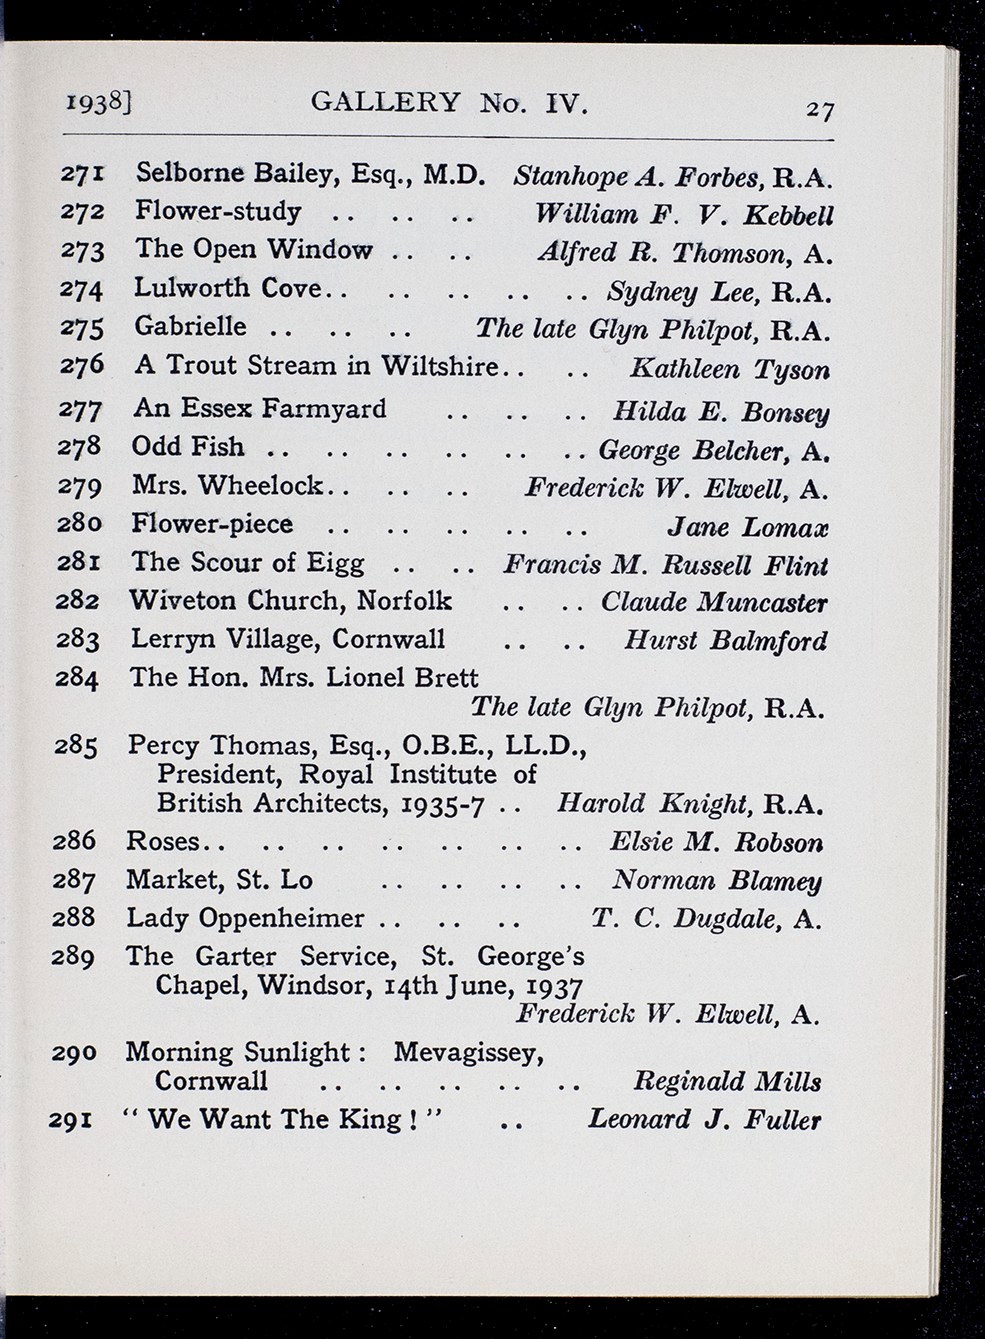 1938] GALLERY No. IV. 27
271 Selborne Bailey, Esq., M.D. Stanhope A. Forbes, R.A.
272 Flower-study .. .. .. William F. V. Kebbell
273 The Open Window .. .. Alfred R. Thomson, A.
274 Lulworth Cove.. .. .. .. .. Sydney Lee, R.A.
275 Gabrielle .. .. .. The late Glyn Philpot, R.A.
276 A Trout Stream in Wiltshire.. .. Kathleen Tyson
277 An Essex Farmyard .. .. .. Hilda E. Bonsey
278 Odd Fish .. .. .. .. .. .. George Belcher, A.
279 Mrs. Wheelock.. .. .. Frederick W. Elwell, A.
280 Flower-piece .. .. .. .. .. Jane Lomax
281 The Scour of Eigg .. .. Francis M. Russell Flint
282 Wiveton Church, Norfolk .. .. Claude Muncaster
283 Lerryn Village, Cornwall .. .. Hurst Balmford
284 The Hon. Mrs. Lionel Brett
The late Glyn Philpot, R.A.
285 Percy Thomas, Esq., O.B.E., LL.D.,
President, Royal Institute of
British Architects, 1935-7 .. Harold Knight, R.A.
286 Roses.. .. .. .. .. .. .. Elsie M. Robson
287 Market, St. Lo .. .. .. .. Norman Blamey
288 Lady Oppenheimer .. .. .. T. C. Dugdale, A.
289 The Garter Service, St. George's
Chapel, Windsor, 14th June, 1937
Frederick W. Elwell, A.
290 Morning Sunlight : Mevagissey,
Cornwall .. .. .. .. .. Reginald Mills
291 " We Want The King ! " .. Leonard J. Fuller